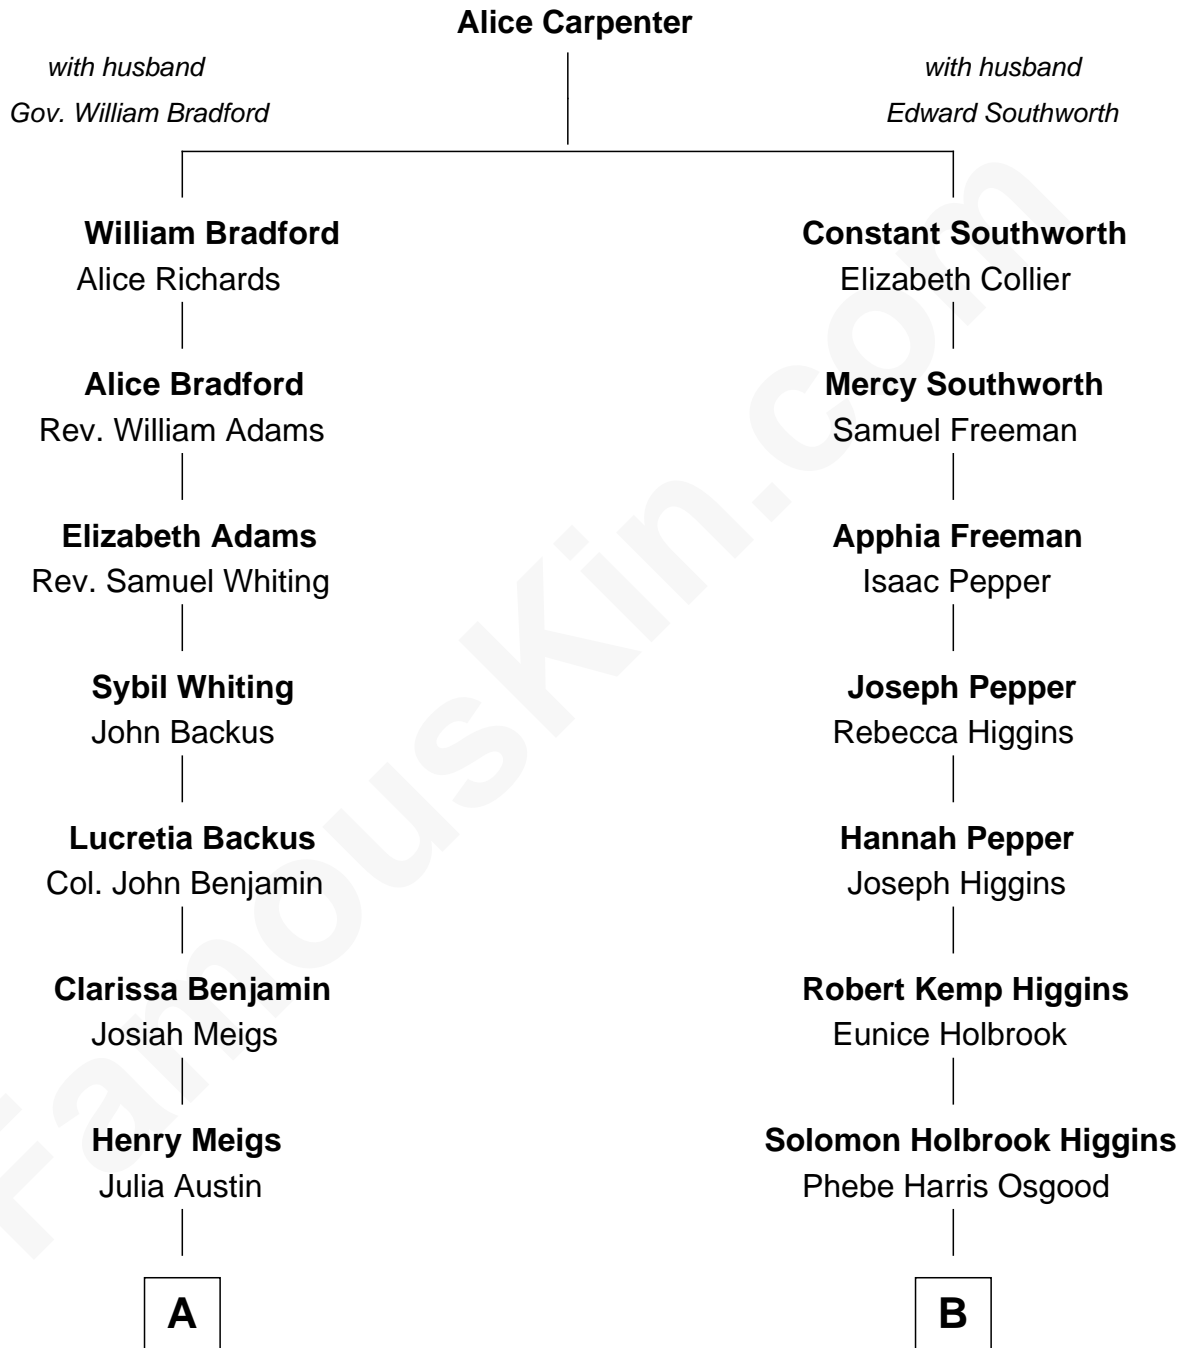 Alice Carpenter
with husband
Gov. William Bradford
with husband
Edward Southworth
William Bradford
Alice Richards
Constant Southworth
Elizabeth Collier
Alice Bradford
Rev. William Adams
Mercy Southworth
Samuel Freeman
Elizabeth Adams
Rev. Samuel Whiting
Apphia Freeman
Isaac Pepper
Sybil Whiting
John Backus
Joseph Pepper
Rebecca Higgins
Lucretia Backus
Col. John Benjamin
Hannah Pepper
Joseph Higgins
Clarissa Benjamin
Josiah Meigs
Robert Kemp Higgins
Eunice Holbrook
Henry Meigs
Julia Austin
Solomon Holbrook Higgins
Phebe Harris Osgood
A
B
FamousKin.com